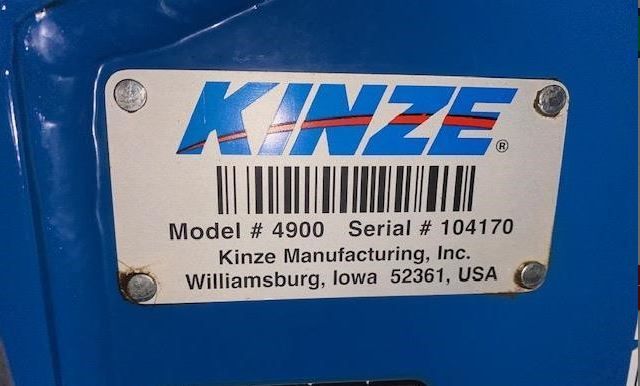 KINZE®
Model # 4900 Serial # 104170
Kinze Manufacturing, Inc.
Williamsburg, Iowa 52361, USA